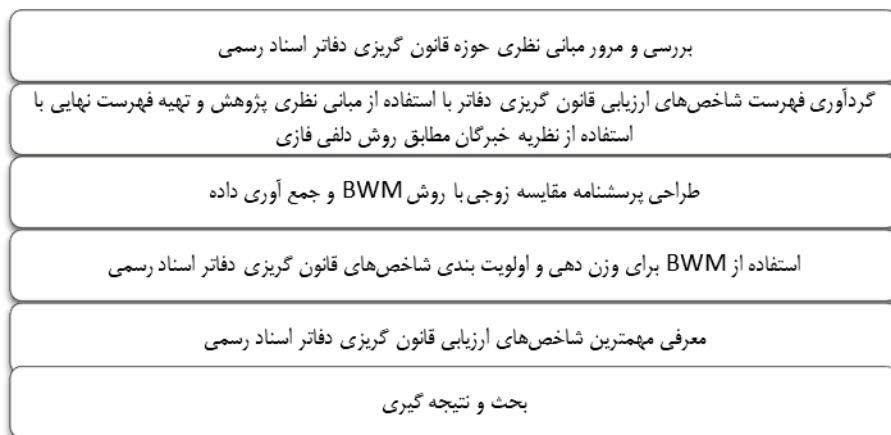 بررسی و مرور مبانی نظری حوزه قانون گریزی دفاتر اسناد رسمی
گردآوری فهرست شاخص‌های ارزیابی قانون گریزی دفاتر با استفاده از مبانی نظری پژوهش و تهیه فهرست نهایی با
استفاده از نظریه خبرگان مطابق روش دلفی فازی
طراحی پرسشنامه مقایسه زوجی با روش BWM و جمع آوری داده
استفاده از BWM برای وزن دهی و اولویت بندی شاخص‌های قانون گریزی دفاتر اسناد رسمی
معرفی مهمترین شاخص‌های ارزیابی قانون گریزی دفاتر اسناد رسمی
بحث و نتیجه گیری